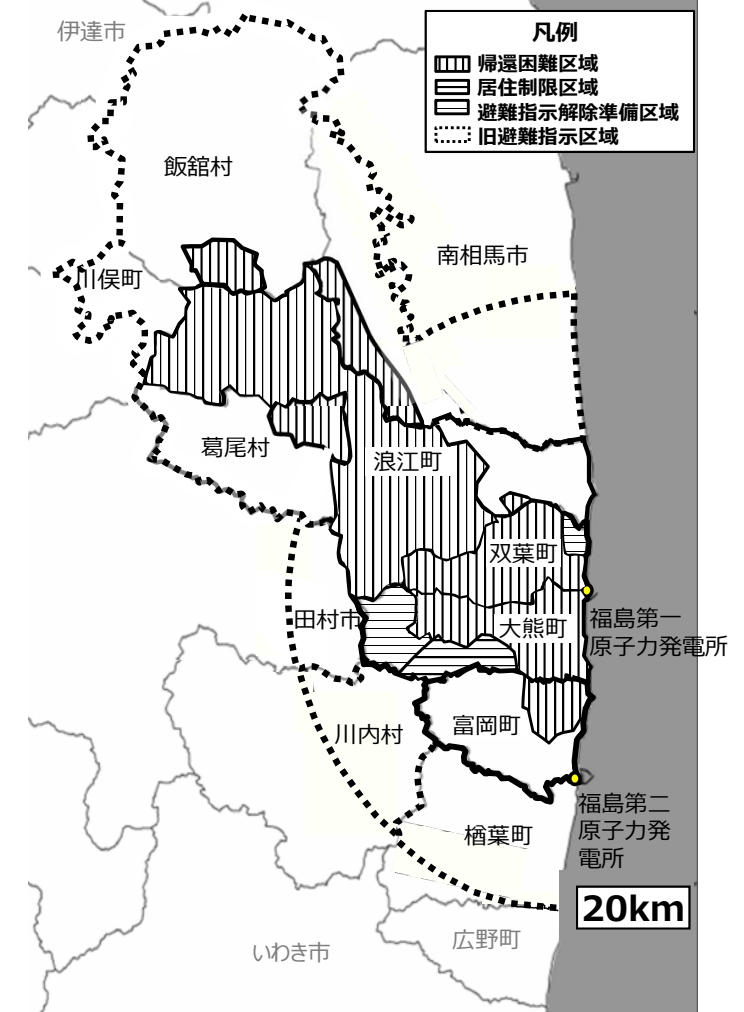 伊達市
凡例
帰還困難区域
居住制限区域
避難指示解除準備区域
旧避難指示区域
飯舘村
南相馬市
川俣町
葛尾村
浪江町
双葉町
田村市
大熊町
福島第一
原子力発電所
川内村
富岡町
福島第二
原子力発
電所
楢葉町
20km
いわき市
広野町